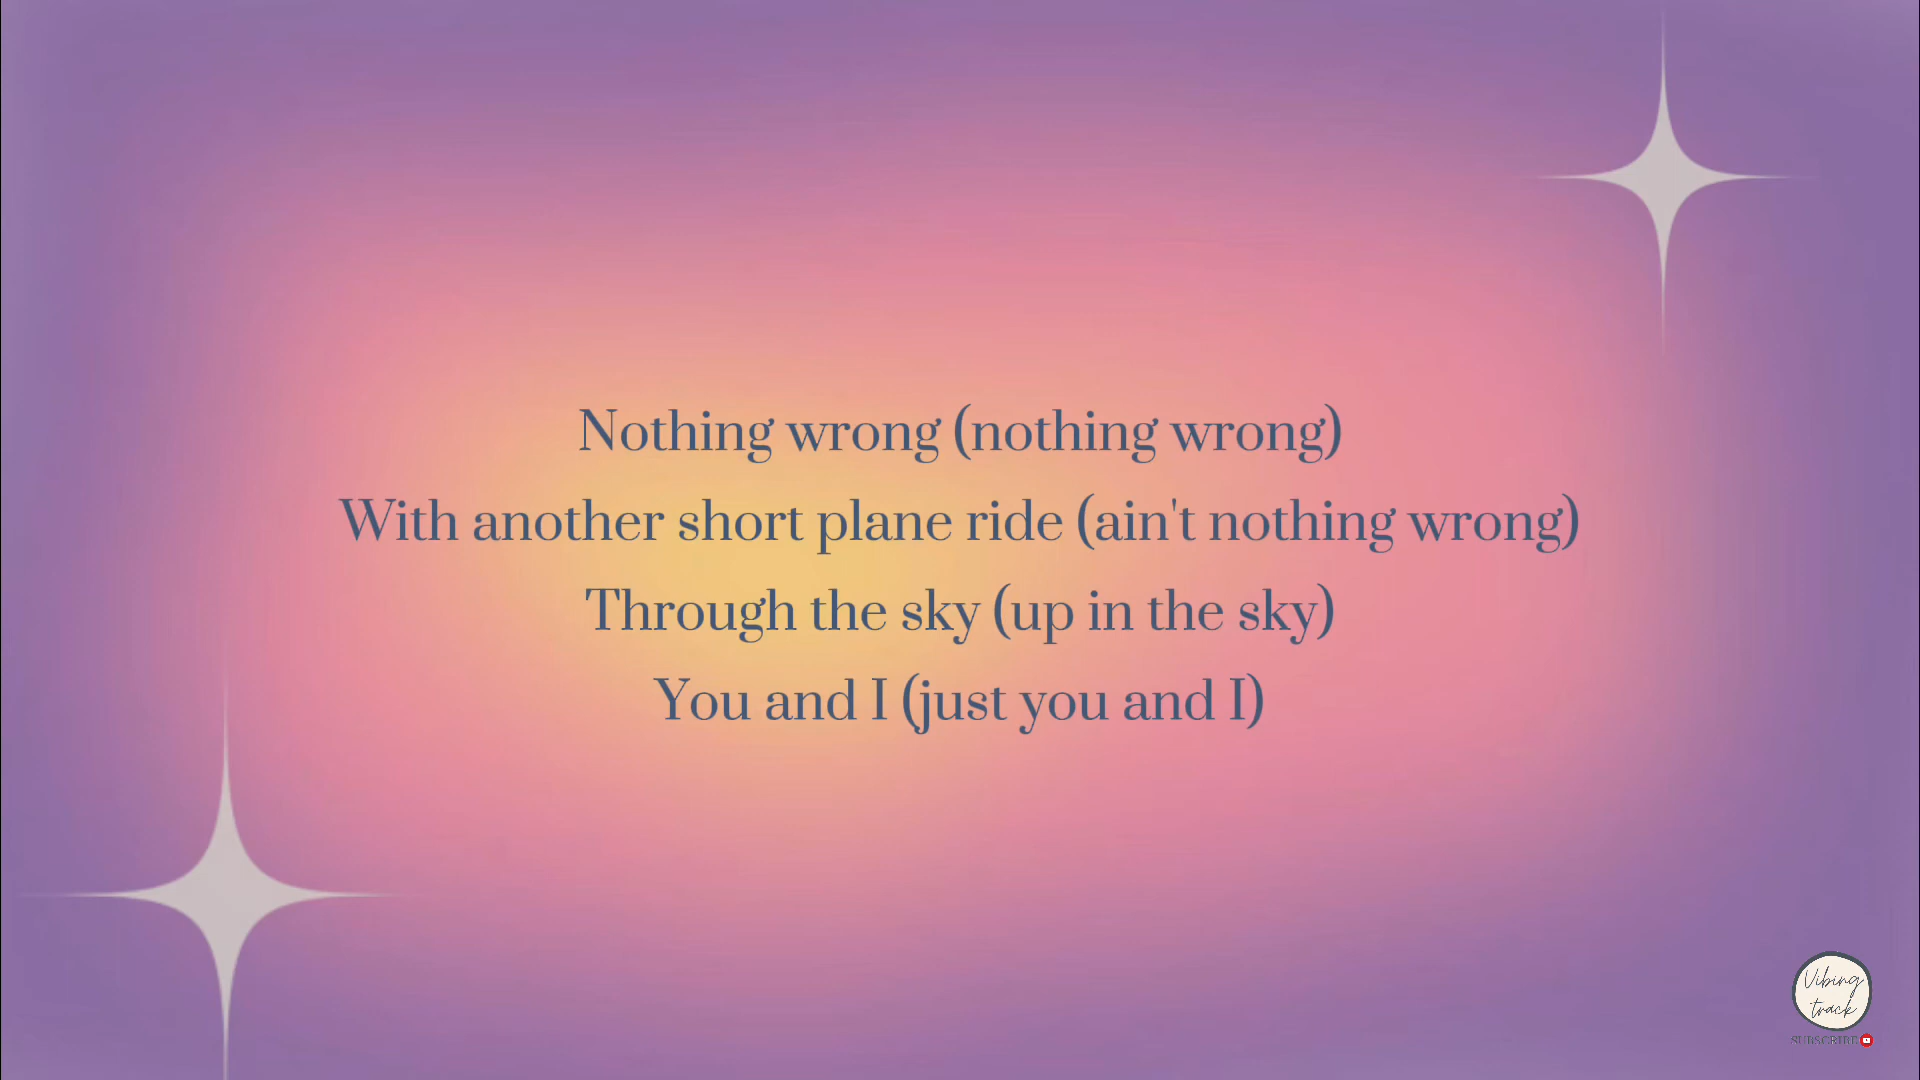 Nothing wrong (nothing wrong)
With another short plane ride (ain't nothing wrong)
Through the sky (up in the sky)
You and I (just you and I)
Vibing
track
SUBSCRIBE